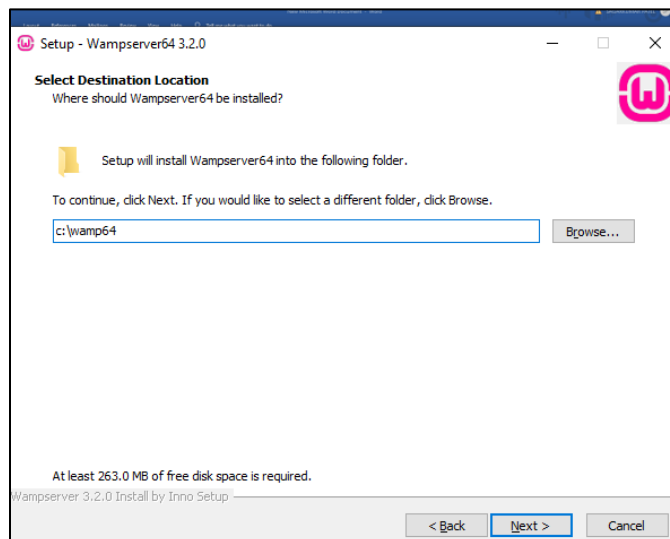 Setup - Wampserver64 3.2.0
Select Destination Location
Where should Wampserver64 be installed?
Setup will install Wampserver64 into the following folder.
To continue, click Next. If you would like to select a different folder, click Browse.
c:\wamp64
Browse...
At least 263.0 MB of free disk space is required.
Wampserver 3.2.0 Install by Inno Setup
< Back
Next >
Cancel